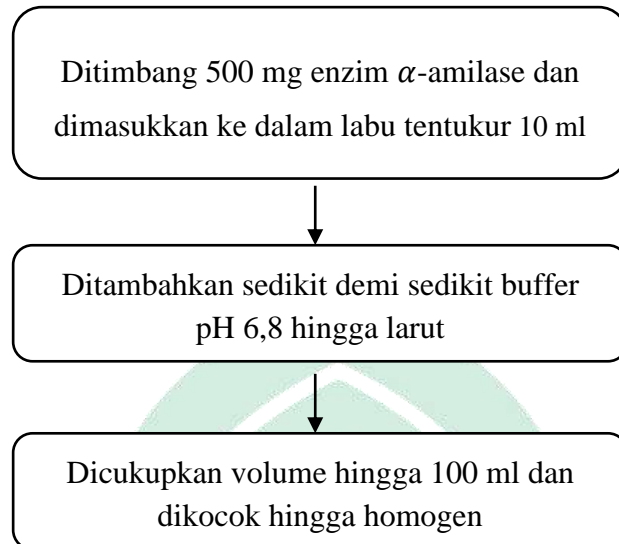 Ditimbang 500 mg enzim 𝛼-amilase dan
dimasukkan ke dalam labu tentukur 10 ml
Ditambahkan sedikit demi sedikit buffer
pH 6,8 hingga larut
Dicukupkan volume hingga 100 ml dan
dikocok hingga homogen